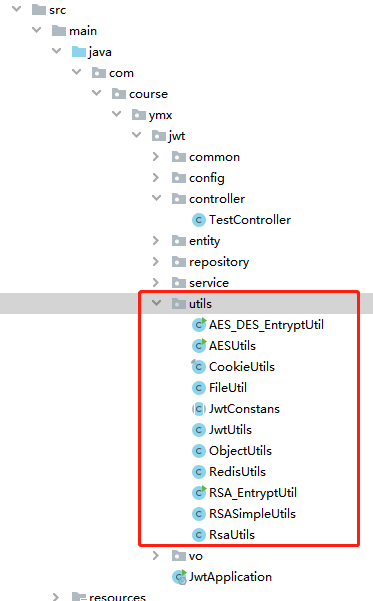 src
main
java
com
course
ymx
jwt
common
config
controller
TestController
entity
repository
service
utils
AES_DES_EntryptUtil
AESUtils
CookieUtils
FileUtil
JwtConstans
JwtUtils
ObjectUtils
RedisUtils
RSA_EntryptUtil
RSASimpleUtils
RsaUtils
vo
JwtApplication
resources